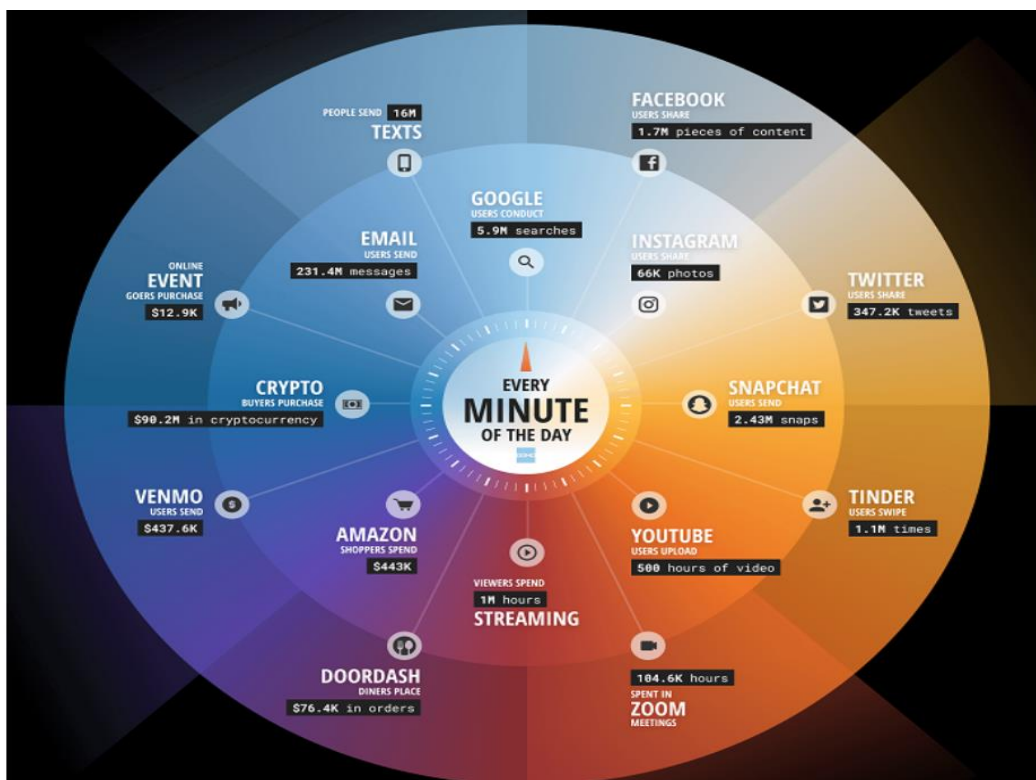 PEOPLE SEND 16M
TEXTS
FACEBOOK
USERS SHARE
1.7M pieces of content
GOOGLE
USERS CONDUCT
5.9M searches
EMAIL
USERS SEND
231.4M messages
INSTAGRAM
USERS SHARE
66K photos
ONLINE
EVENT
GOERS PURCHASE
$12.9K
TWITTER
USERS SHARE
347.2K tweets
CRYPTO
BUYERS PURCHASE
$90.2M in cryptocurrency
EVERY
MINUTE
OF THE DAY
SNAPCHAT
USERS SEND
2.43M snaps
VENMO
USERS SEND
$437.6K
AMAZON
SHOPPERS SPEND
$443K
VIEWERS SPEND
1M hours
STREAMING
YOUTUBE
USERS UPLOAD
500 hours of video
TINDER
USERS SWIPE
1.1M times
DOORDASH
DINERS PLACE
$76.4K in orders
104.6K hours
SPENT IN
ZOOM
MEETINGS